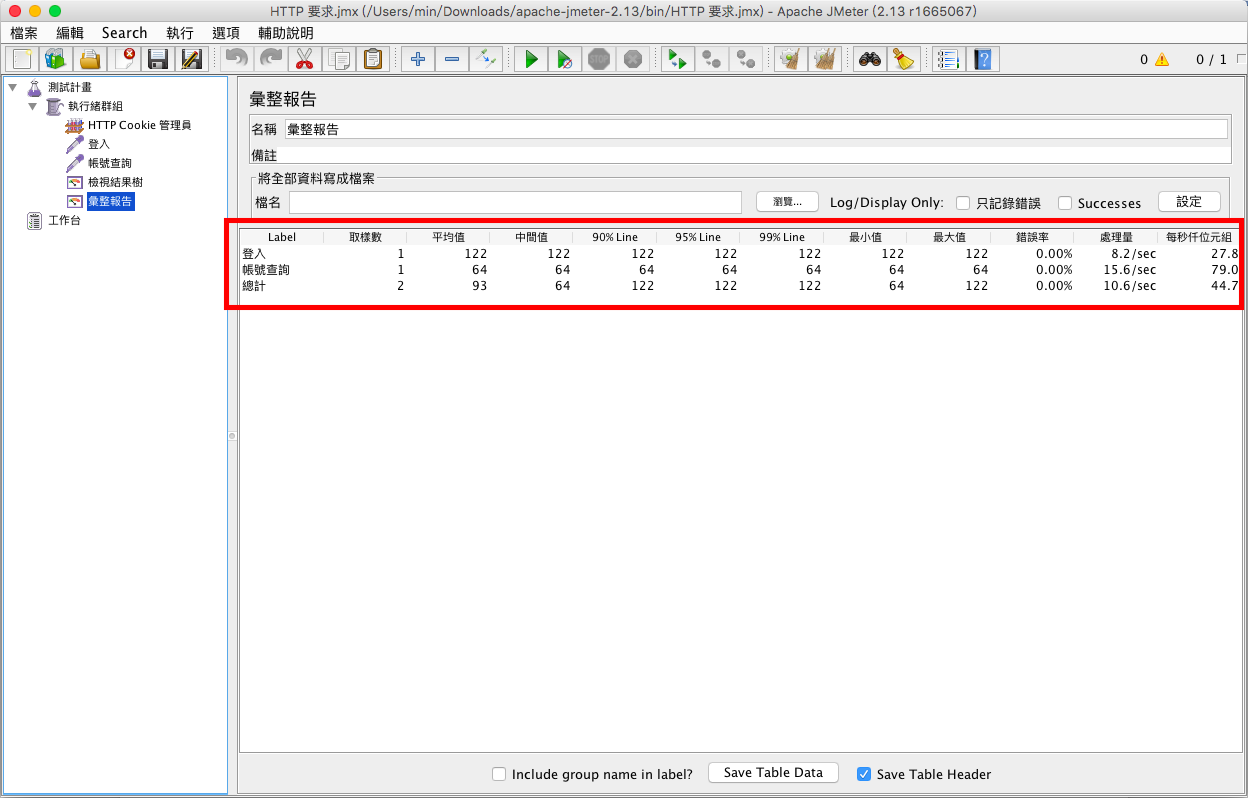 HTTP 要求.jmx (/Users/min/Downloads/apache-jmeter-2.13/bin/HTTP 要求.jmx) - Apache JMeter (2.13 r1665067)
檔案 編輯 Search 執行 選項 輔助說明
STOP 0 0 / 1
測試計畫
執行緒群組
HTTP Cookie 管理員
登入
帳號查詢
檢視結果樹
彙整報告
工作台
彙整報告
名稱 彙整報告
備註
將全部資料寫成檔案
檔名 瀏覽... Log/Display Only: 只記錄錯誤 Successes 設定
Label 取樣數 平均值 中間值 90% Line 95% Line 99% Line 最小值 最大值 錯誤率 處理量 每秒仟位元組
登入 1 122 122 122 122 122 122 122 0.00% 8.2/sec 27.8
帳號查詢 1 64 64 64 64 64 64 64 0.00% 15.6/sec 79.0
總計 2 93 64 122 122 122 64 122 0.00% 10.6/sec 44.7
Include group name in label? Save Table Data Save Table Header